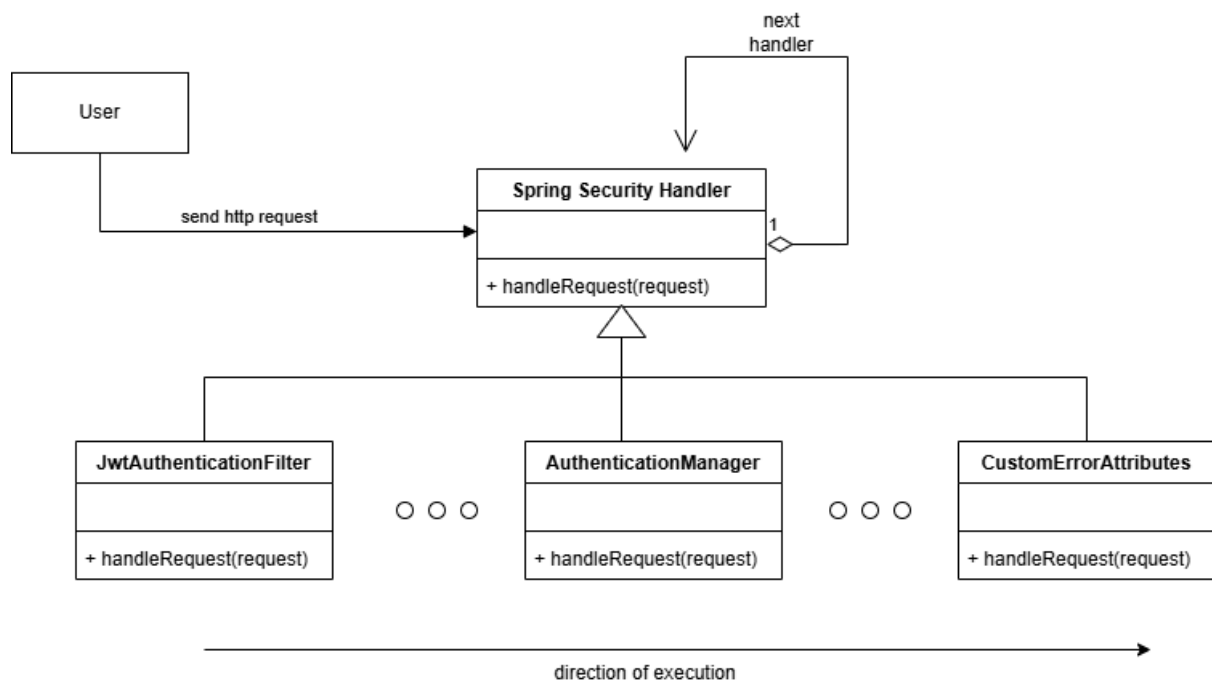 next
handler
User
Spring Security Handler
send http request
1
+ handleRequest(request)
JwtAuthenticationFilter
AuthenticationManager
CustomErrorAttributes
+ handleRequest(request)
+ handleRequest(request)
+ handleRequest(request)
direction of execution